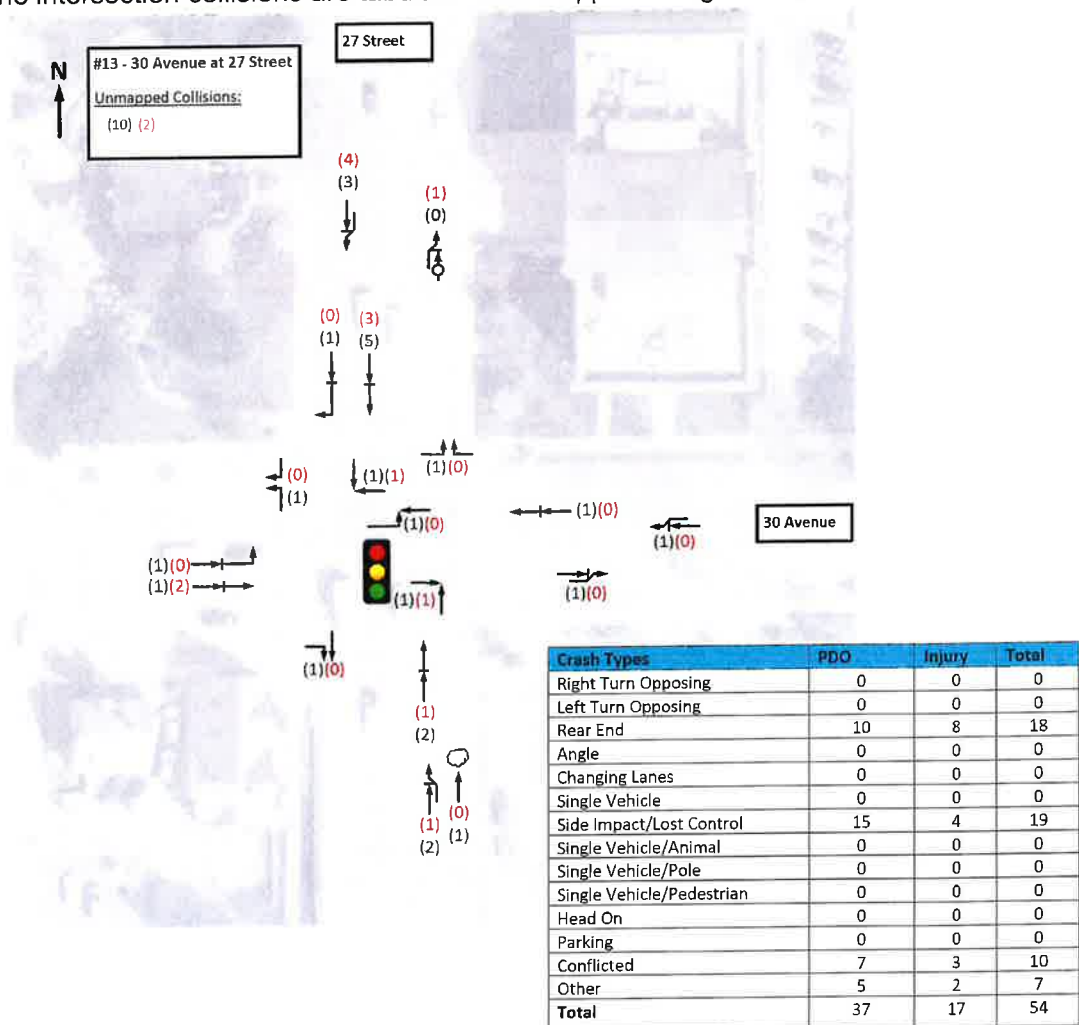 27 Street
N
#13 - 30 Avenue at 27 Street
Unmapped Collisions:
(10) (2)
(4)
(3)
(1)
(0)
(0) (3)
(1) (5)
(0)
(1)
(1)(1)
(1)(0)
(1)(0)
(1)(0)
(1)(0)
30 Avenue
(1)(0)
(1)(2)
(1)(1)
(1)(0)
(1)(0)
(1)
(2)
(1) (0)
(2) (1)
Crash Types PDO Injury Total
Right Turn Opposing 0 0 0
Left Turn Opposing 0 0 0
Rear End 10 8 18
Angle 0 0 0
Changing Lanes 0 0 0
Single Vehicle 0 0 0
Side Impact/Lost Control 15 4 19
Single Vehicle/Animal 0 0 0
Single Vehicle/Pole 0 0 0
Single Vehicle/Pedestrian 0 0 0
Head On 0 0 0
Parking 0 0 0
Conflicted 7 3 10
Other 5 2 7
Total 37 17 54